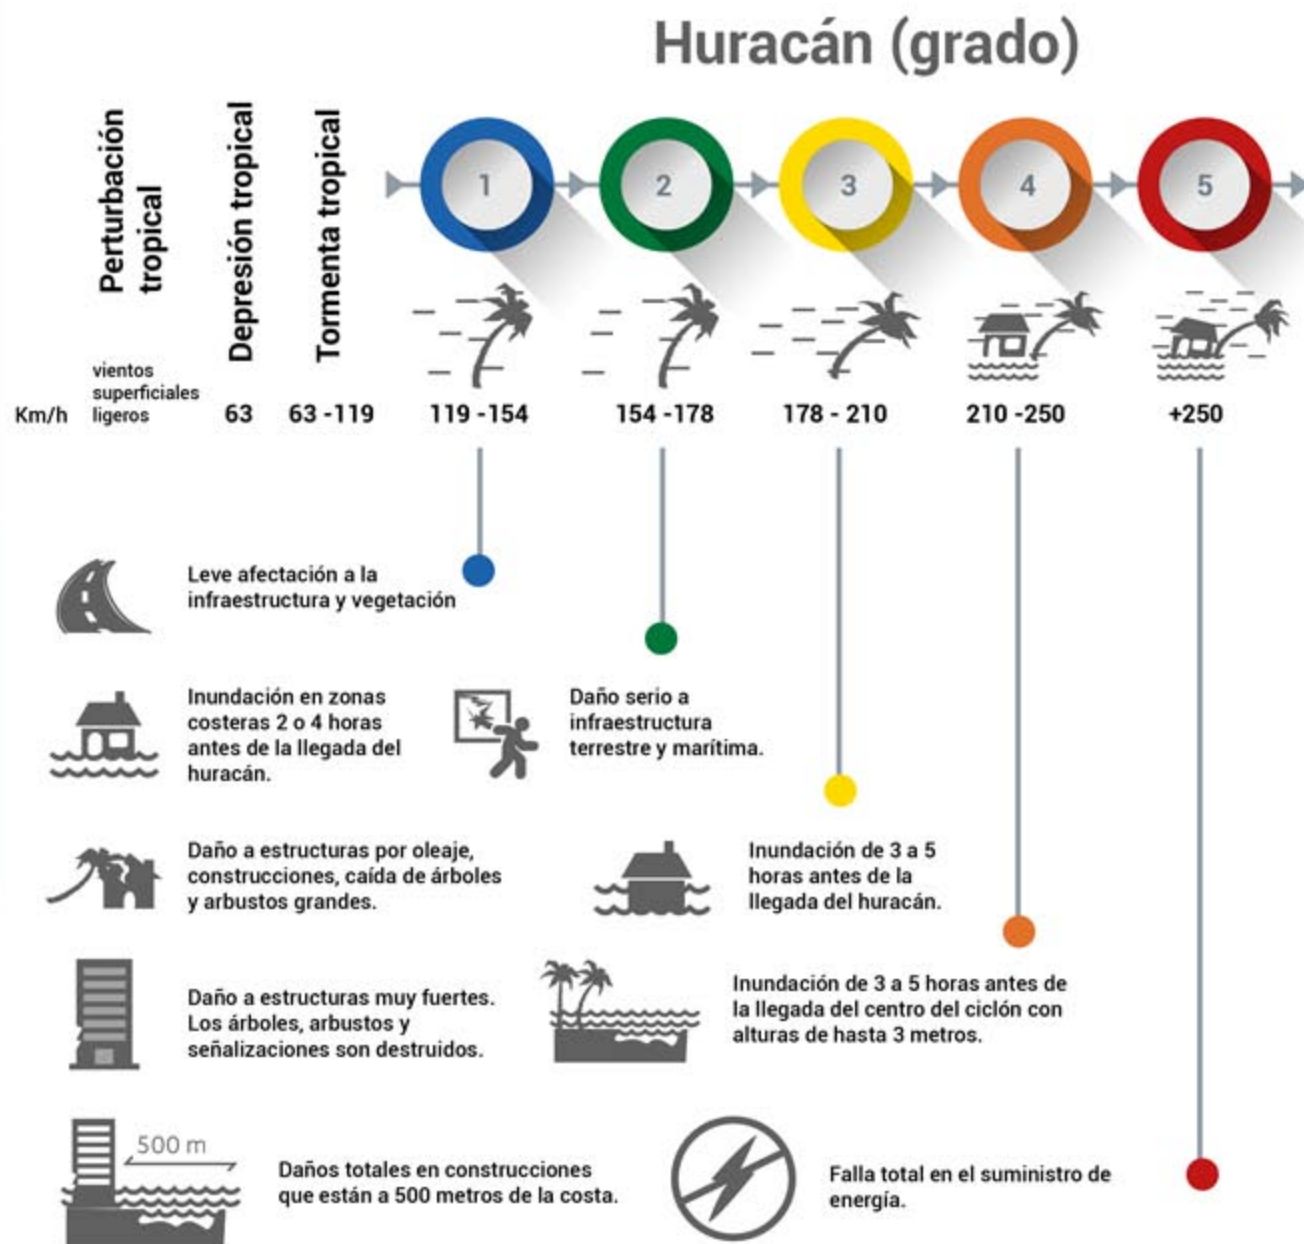 Huracán (grado)
Perturbación
tropical
Depresión tropical
Tormenta tropical
1
2
3
4
5
vientos
superficiales
ligeros
Km/h
63
63 -119
119 -154
154 -178
178 - 210
210 -250
+250
Leve afectación a la
infraestructura y vegetación
Inundación en zonas
costeras 2 o 4 horas
antes de la llegada del
huracán.
Daño serio a
infraestructura
terrestre y marítima.
Daño a estructuras por oleaje,
construcciones, caída de árboles
y arbustos grandes.
Inundación de 3 a 5
horas antes de la
llegada del huracán.
Daño a estructuras muy fuertes.
Los árboles, arbustos y
señalizaciones son destruidos.
Inundación de 3 a 5 horas antes de
la llegada del centro del ciclón con
alturas de hasta 3 metros.
500 m
Daños totales en construcciones
que están a 500 metros de la costa.
Falla total en el suministro de
energía.